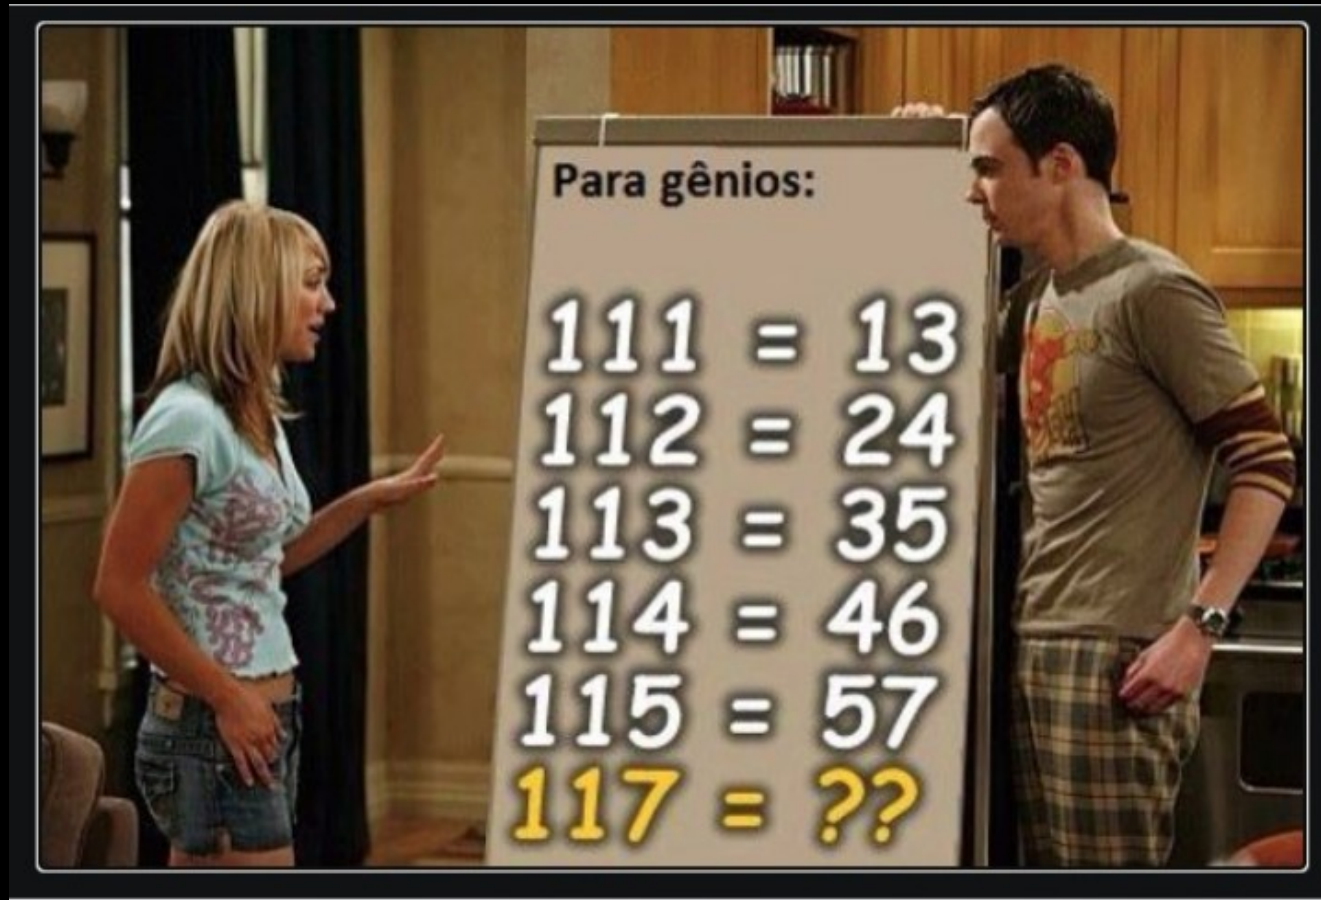 Para gênios:
111 = 13
112 = 24
113 = 35
114 = 46
115 = 57
117 = ??